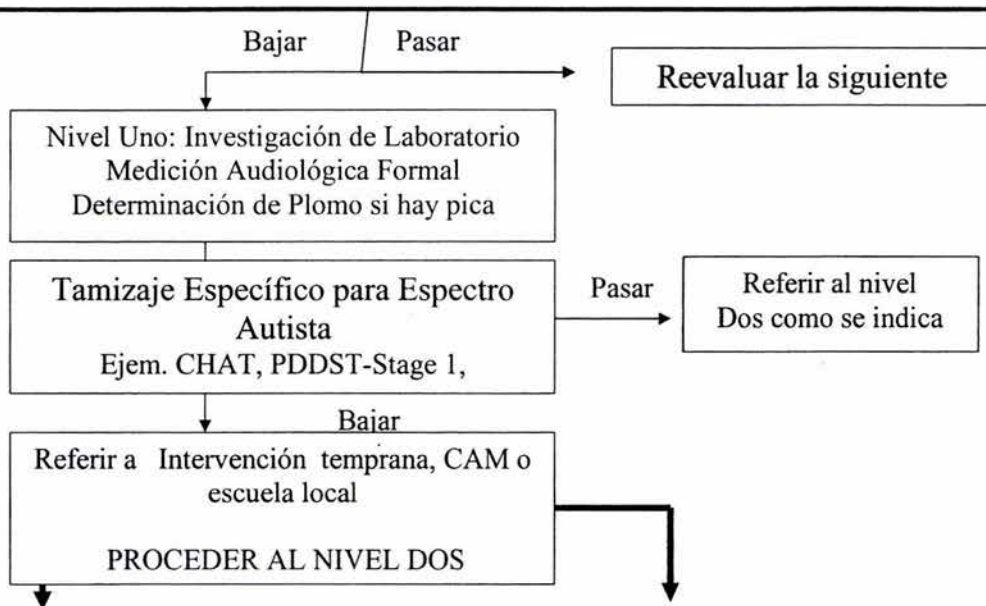 Bajar
Pasar
Reevaluar la siguiente
Nivel Uno: Investigación de Laboratorio
Medición Audiológica Formal
Determinación de Plomo si hay pica
Tamizaje Específico para Espectro
Autista
Ejem. CHAT, PDDST-Stage 1,
Pasar
Referir al nivel
Dos como se indica
Bajar
Referir a Intervención temprana, CAM o
escuela local
PROCEDER AL NIVEL DOS